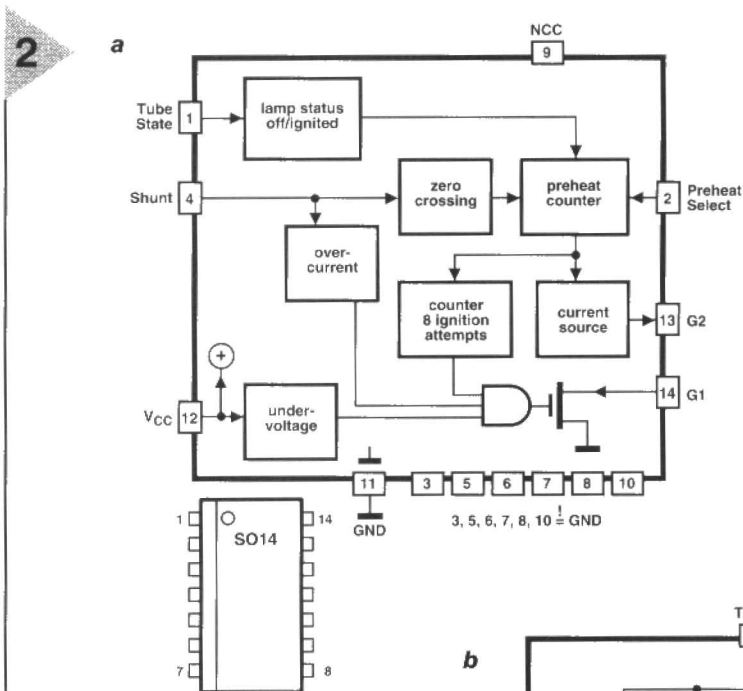 2
a
NCC
9
Tube
State
1
lamp status
off/ignited
Shunt
4
zero
crossing
preheat
counter
2
Preheat
Select
over-
current
counter
8 ignition
attempts
current
source
13
G2
+
14
G1
VCC
12
under-
voltage
11
3
5
6
7
8
10
GND
3, 5, 6, 7, 8, 10 != GND
1
14
SO14
7
8
b
T